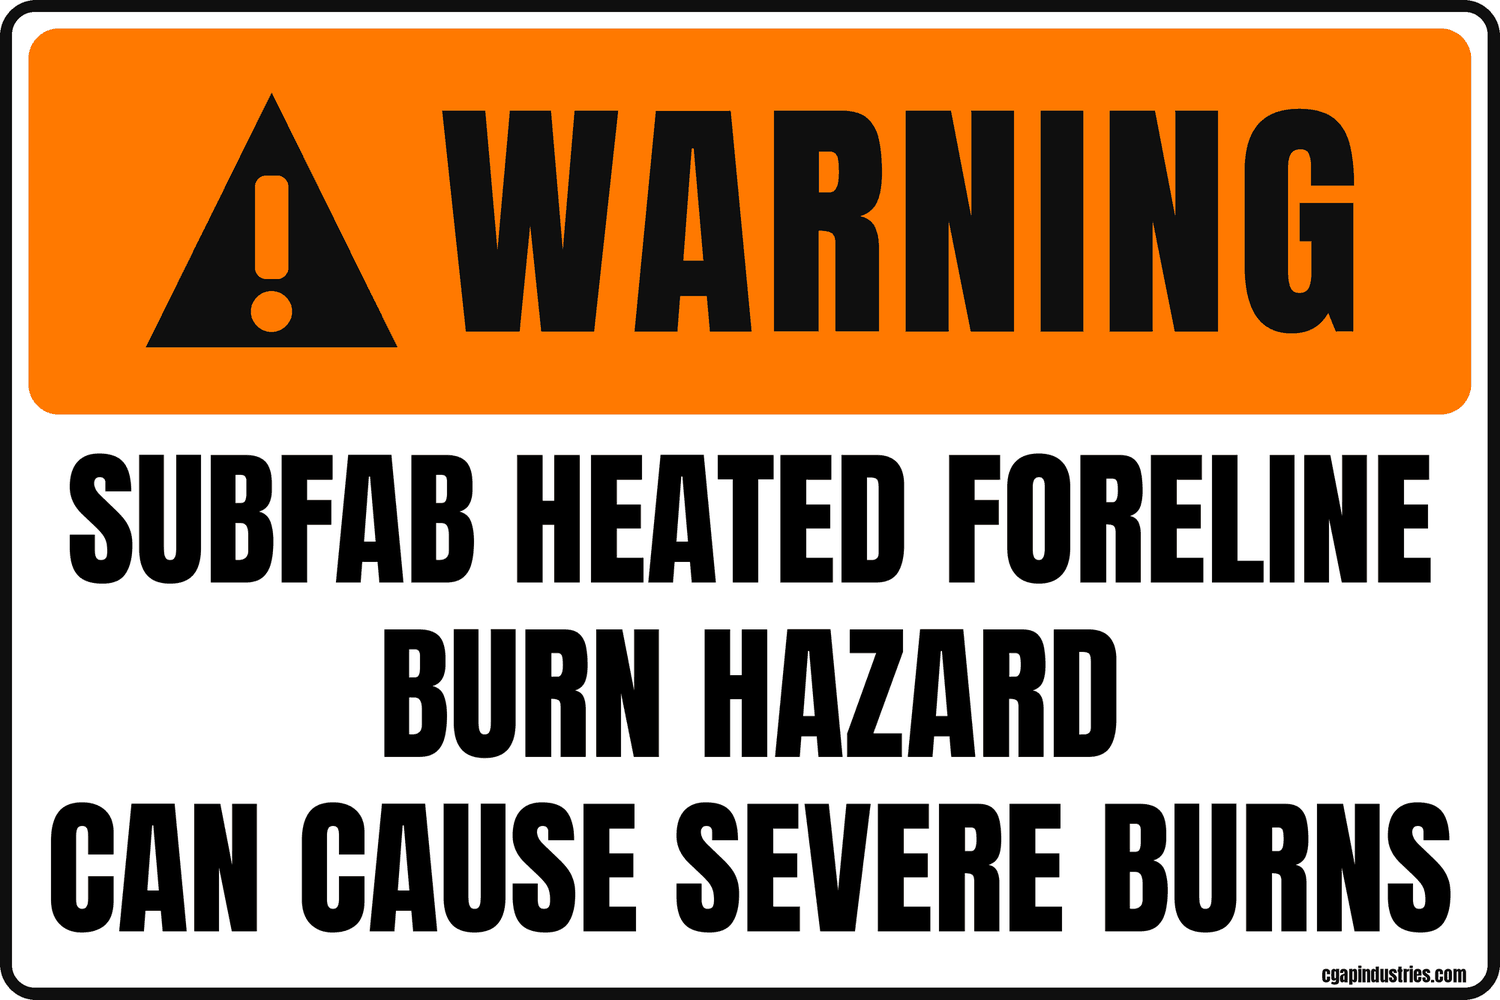 WARNING
SUBFAB HEATED FORELINE
BURN HAZARD
CAN CAUSE SEVERE BURNS
cgapindustries.com